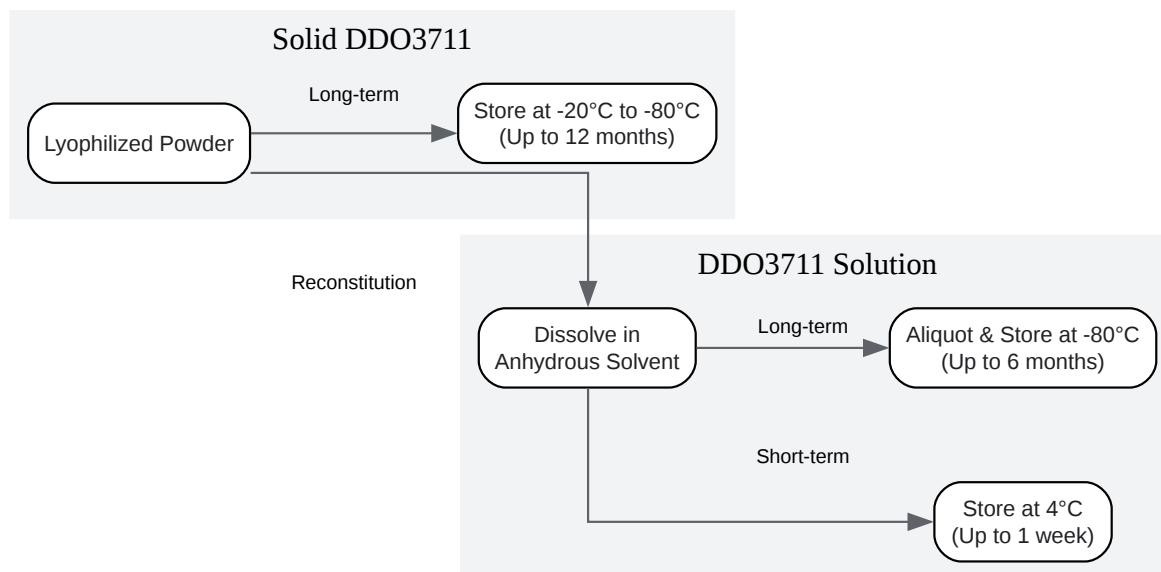 Solid DDO3711
Long-term
Lyophilized Powder
Store at -20°C to -80°C
(Up to 12 months)
Reconstitution
DDO3711 Solution
Dissolve in
Anhydrous Solvent
Long-term
Aliquot & Store at -80°C
(Up to 6 months)
Short-term
Store at 4°C
(Up to 1 week)